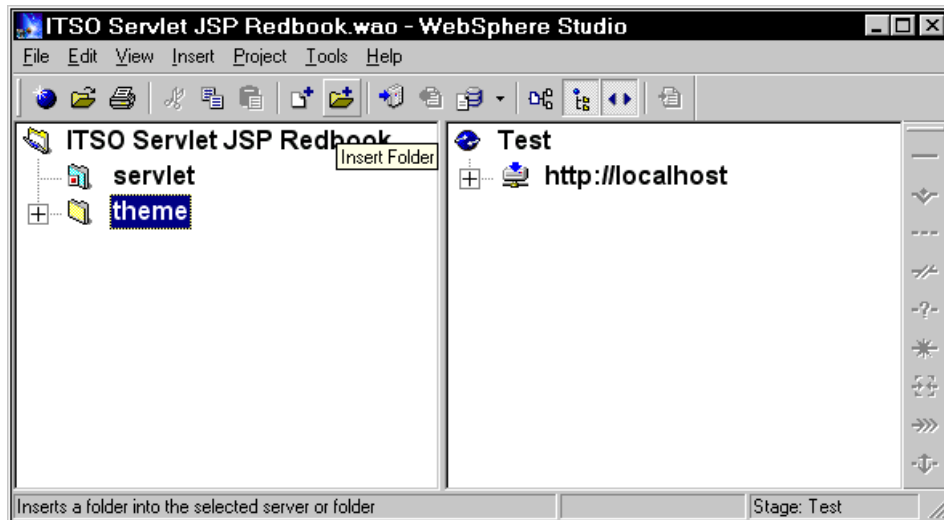 ITSO Servlet JSP Redbook.wao - WebSphere Studio
File Edit View Insert Project Tools Help
ITSO Servlet JSP Redbook
Insert Folder
servlet
theme
Test
http://localhost
-?-
Inserts a folder into the selected server or folder
Stage: Test